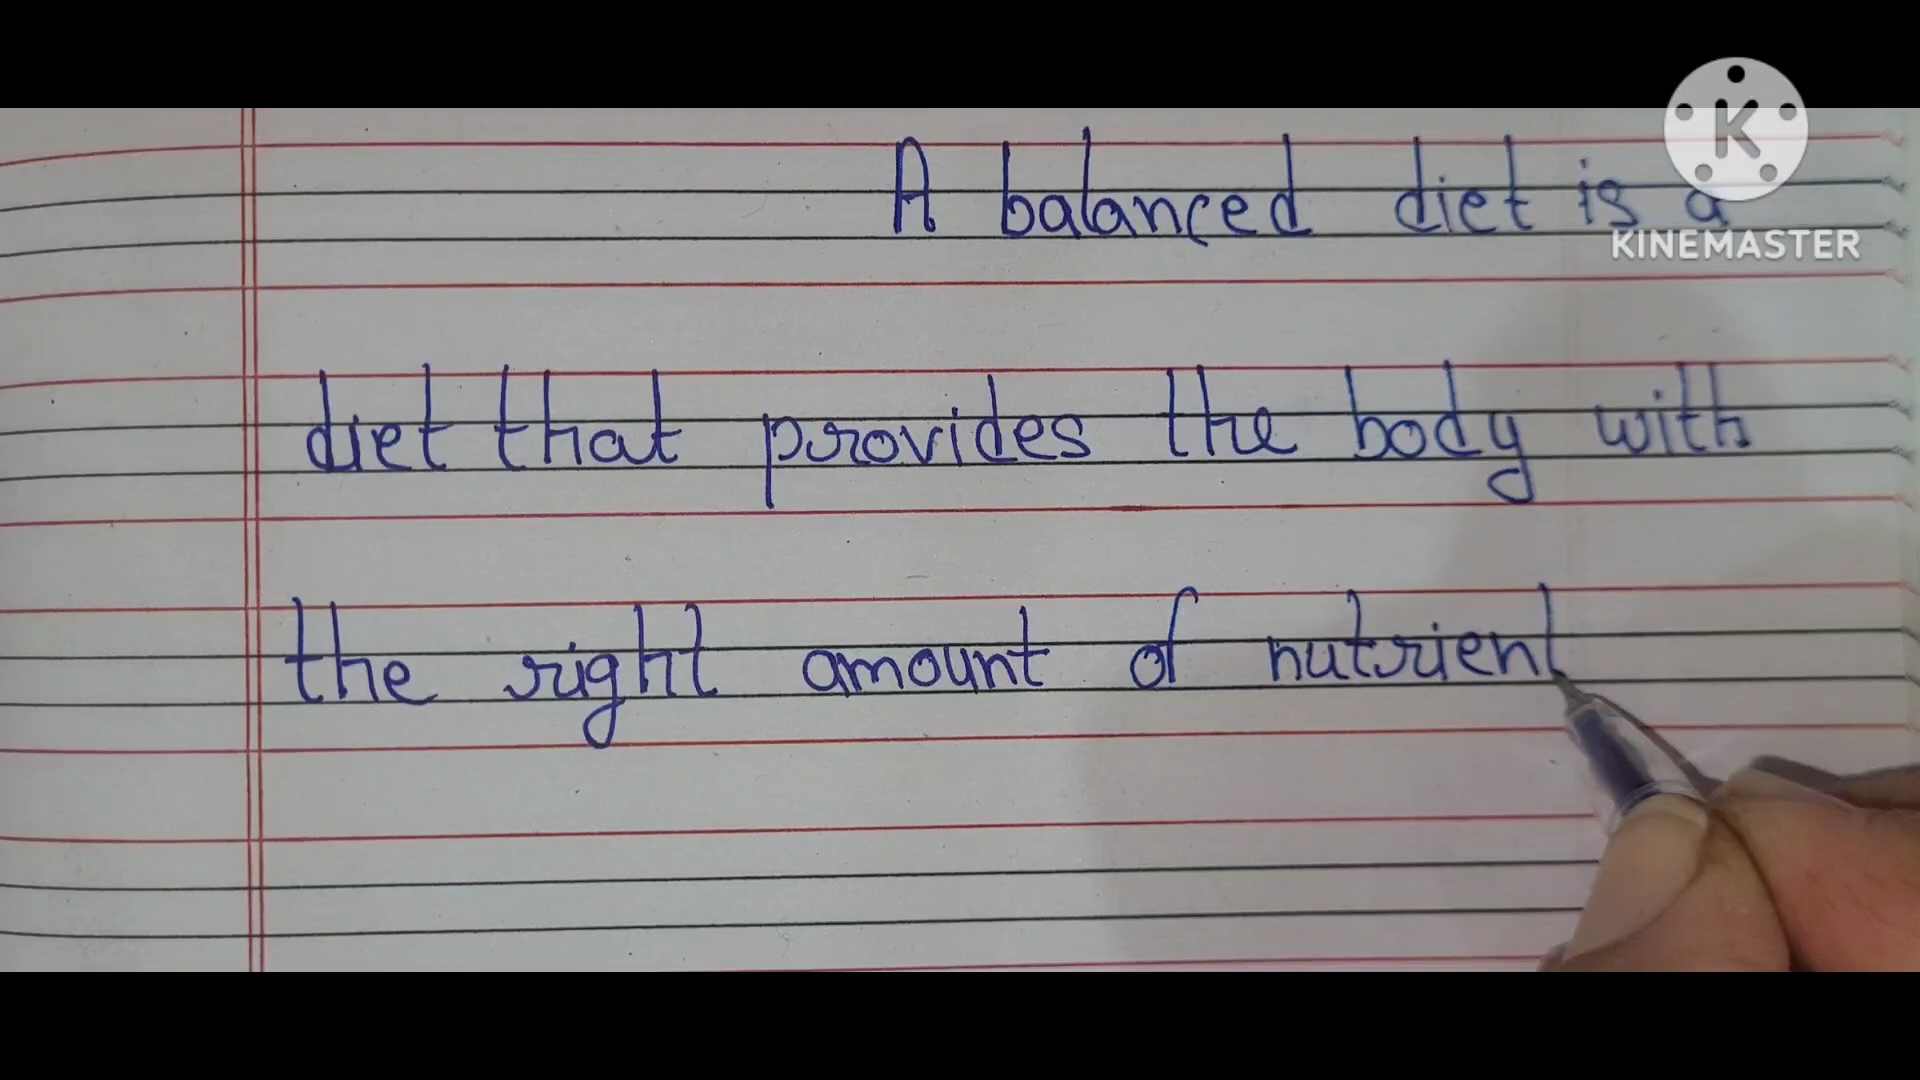 A balanced diet is a
KINEMASTER
diet that provides the body with
the right amount of nutrient